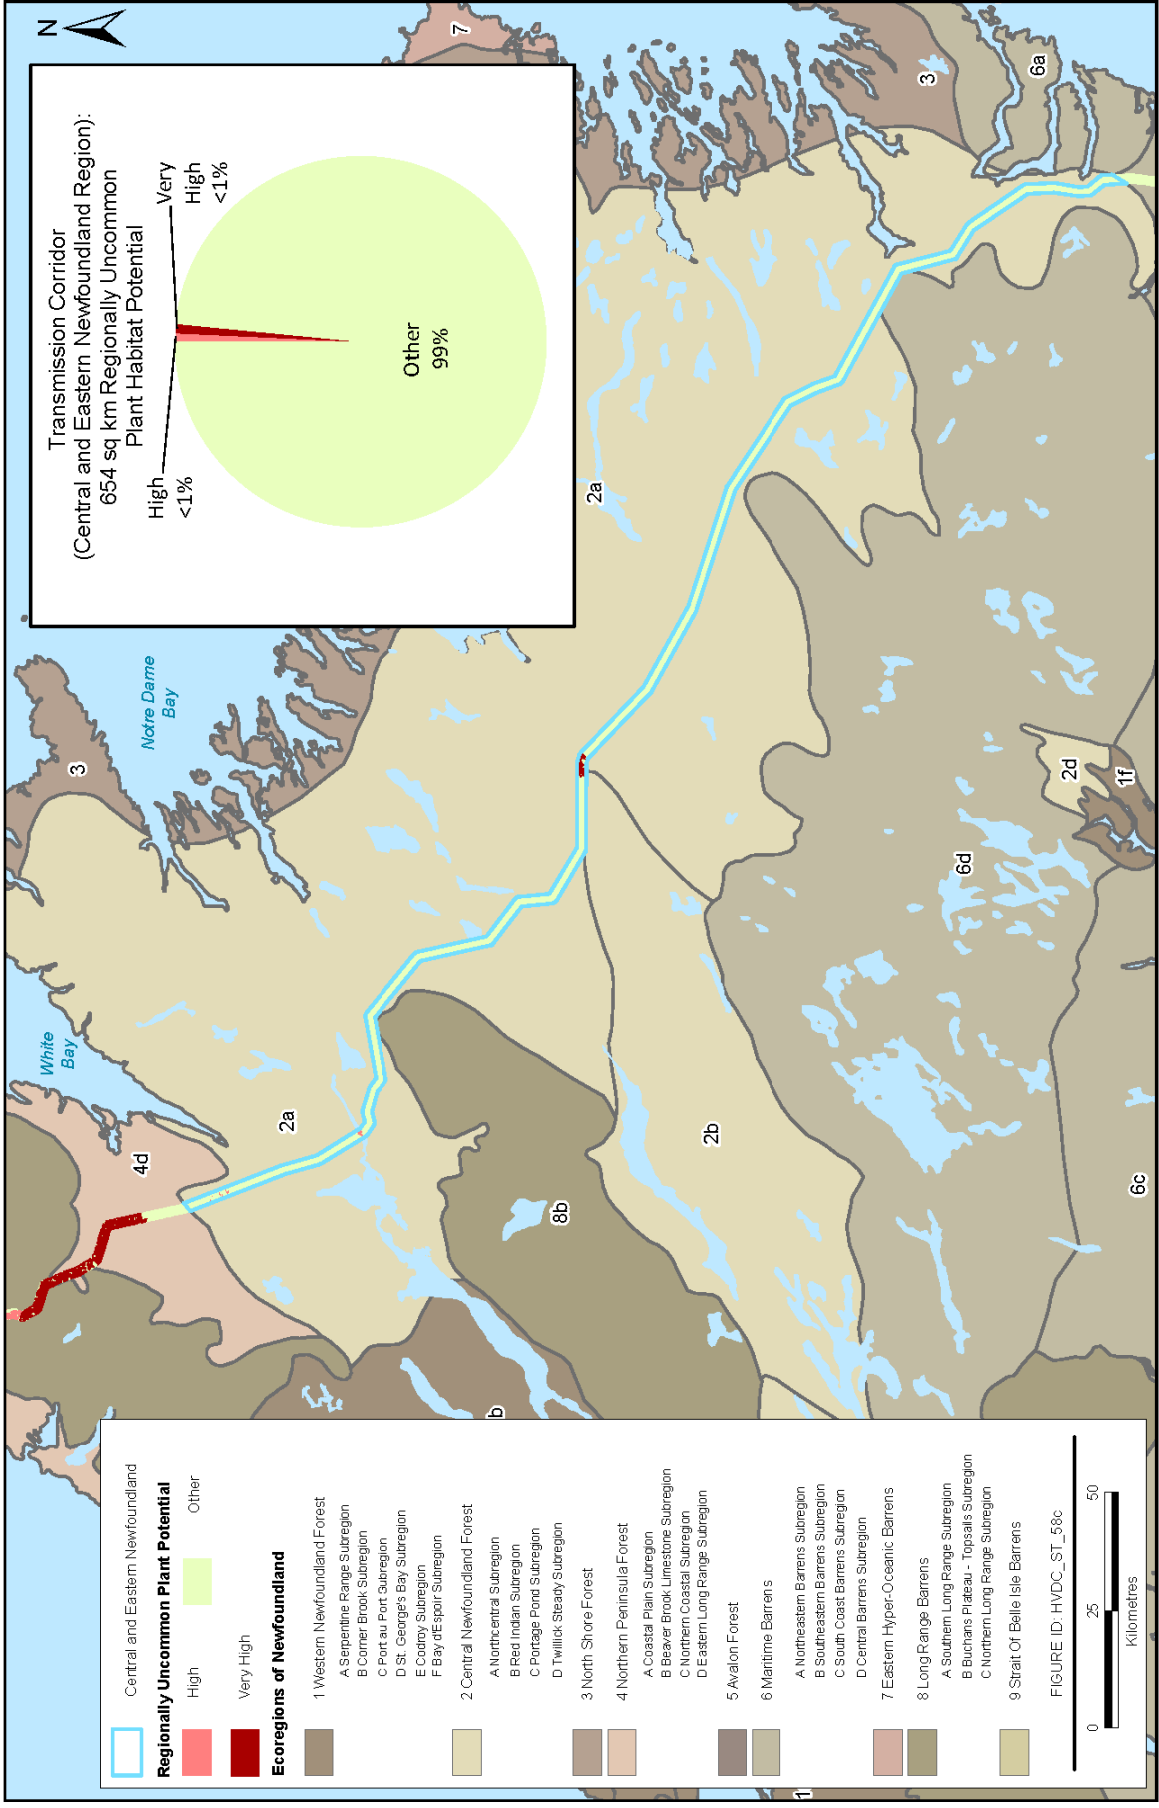 N
Transmission Corridor
(Central and Eastern Newfoundland Region):
654 sq km Regionally Uncommon
Plant Habitat Potential
High
<1%
Very
High
<1%
Other
99%
White
Bay
Notre Dame
Bay
3
7
4d
2a
2a
3
6a
8b
2b
b
6d
2d
1f
6c
1
Central and Eastern Newfoundland
Regionally Uncommon Plant Potential
High
Other
Very High
Ecoregions of Newfoundland
1 Western Newfoundland Forest
A Serpentine Range Subregion
B Corner Brook Subregion
C Port au Port Subregion
D St. George's Bay Subregion
E Codroy Subregion
F Bay d'Espoir Subregion
2 Central Newfoundland Forest
A Northcentral Subregion
B Red Indian Subregion
C Portage Pond Subregion
D Twillick Steady Subregion
3 North Shore Forest
4 Northern Peninsula Forest
A Coastal Plain Subregion
B Beaver Brook Limestone Subregion
C Northern Coastal Subregion
D Eastern Long Range Subregion
5 Avalon Forest
6 Maritime Barrens
A Northeastern Barrens Subregion
B Southeastern Barrens Subregion
C South Coast Barrens Subregion
D Central Barrens Subregion
7 Eastern Hyper-Oceanic Barrens
8 Long Range Barrens
A Southern Long Range Subregion
B Buchans Plateau - Topsails Subregion
C Northern Long Range Subregion
9 Strait Of Belle Isle Barrens
FIGURE ID: HVDC_ST_58c
0 25 50
Kilometres